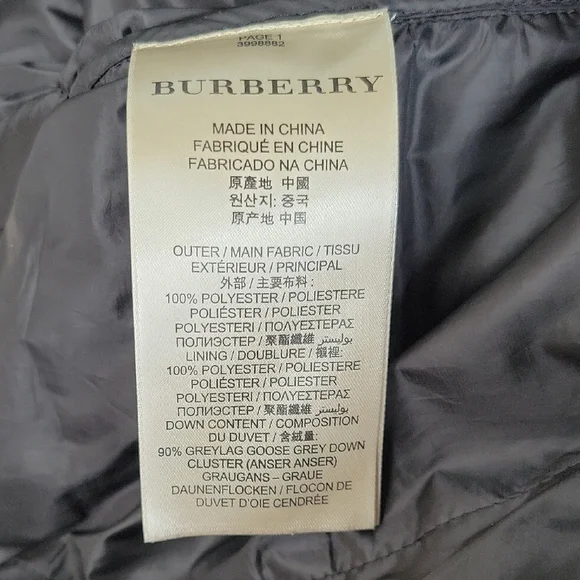 PAGE 1
3998882
BURBERRY
MADE IN CHINA
FABRIQUÉ EN CHINE
FABRICADO NA CHINA
原產地 中國
원산지: 중국
原产地 中国
OUTER / MAIN FABRIC / TISSU
EXTÉRIEUR / PRINCIPAL
外部 / 主要布料 :
100% POLYESTER / POLIESTERE
POLIÉSTER / POLIESTER
POLYESTERI / ΠΟΛΥΕΣΤΕΡΑΣ
ПОЛИЭСТЕР / 聚酯纖維 / بوليستر
LINING / DOUBLURE / 襯裡:
100% POLYESTER / POLIESTERE
POLIÉSTER / POLIESTER
POLYESTERI / ΠΟΛΥΕΣΤΕΡΑΣ
ПОЛИЭСТЕР / 聚酯纖維 / بوليستر
DOWN CONTENT / COMPOSITION
DU DUVET / 含絨量:
90% GREYLAG GOOSE GREY DOWN
CLUSTER (ANSER ANSER)
GRAUGANS – GRAUE
DAUNENFLOCKEN / FLOCON DE
DUVET D'OIE CENDRÉE